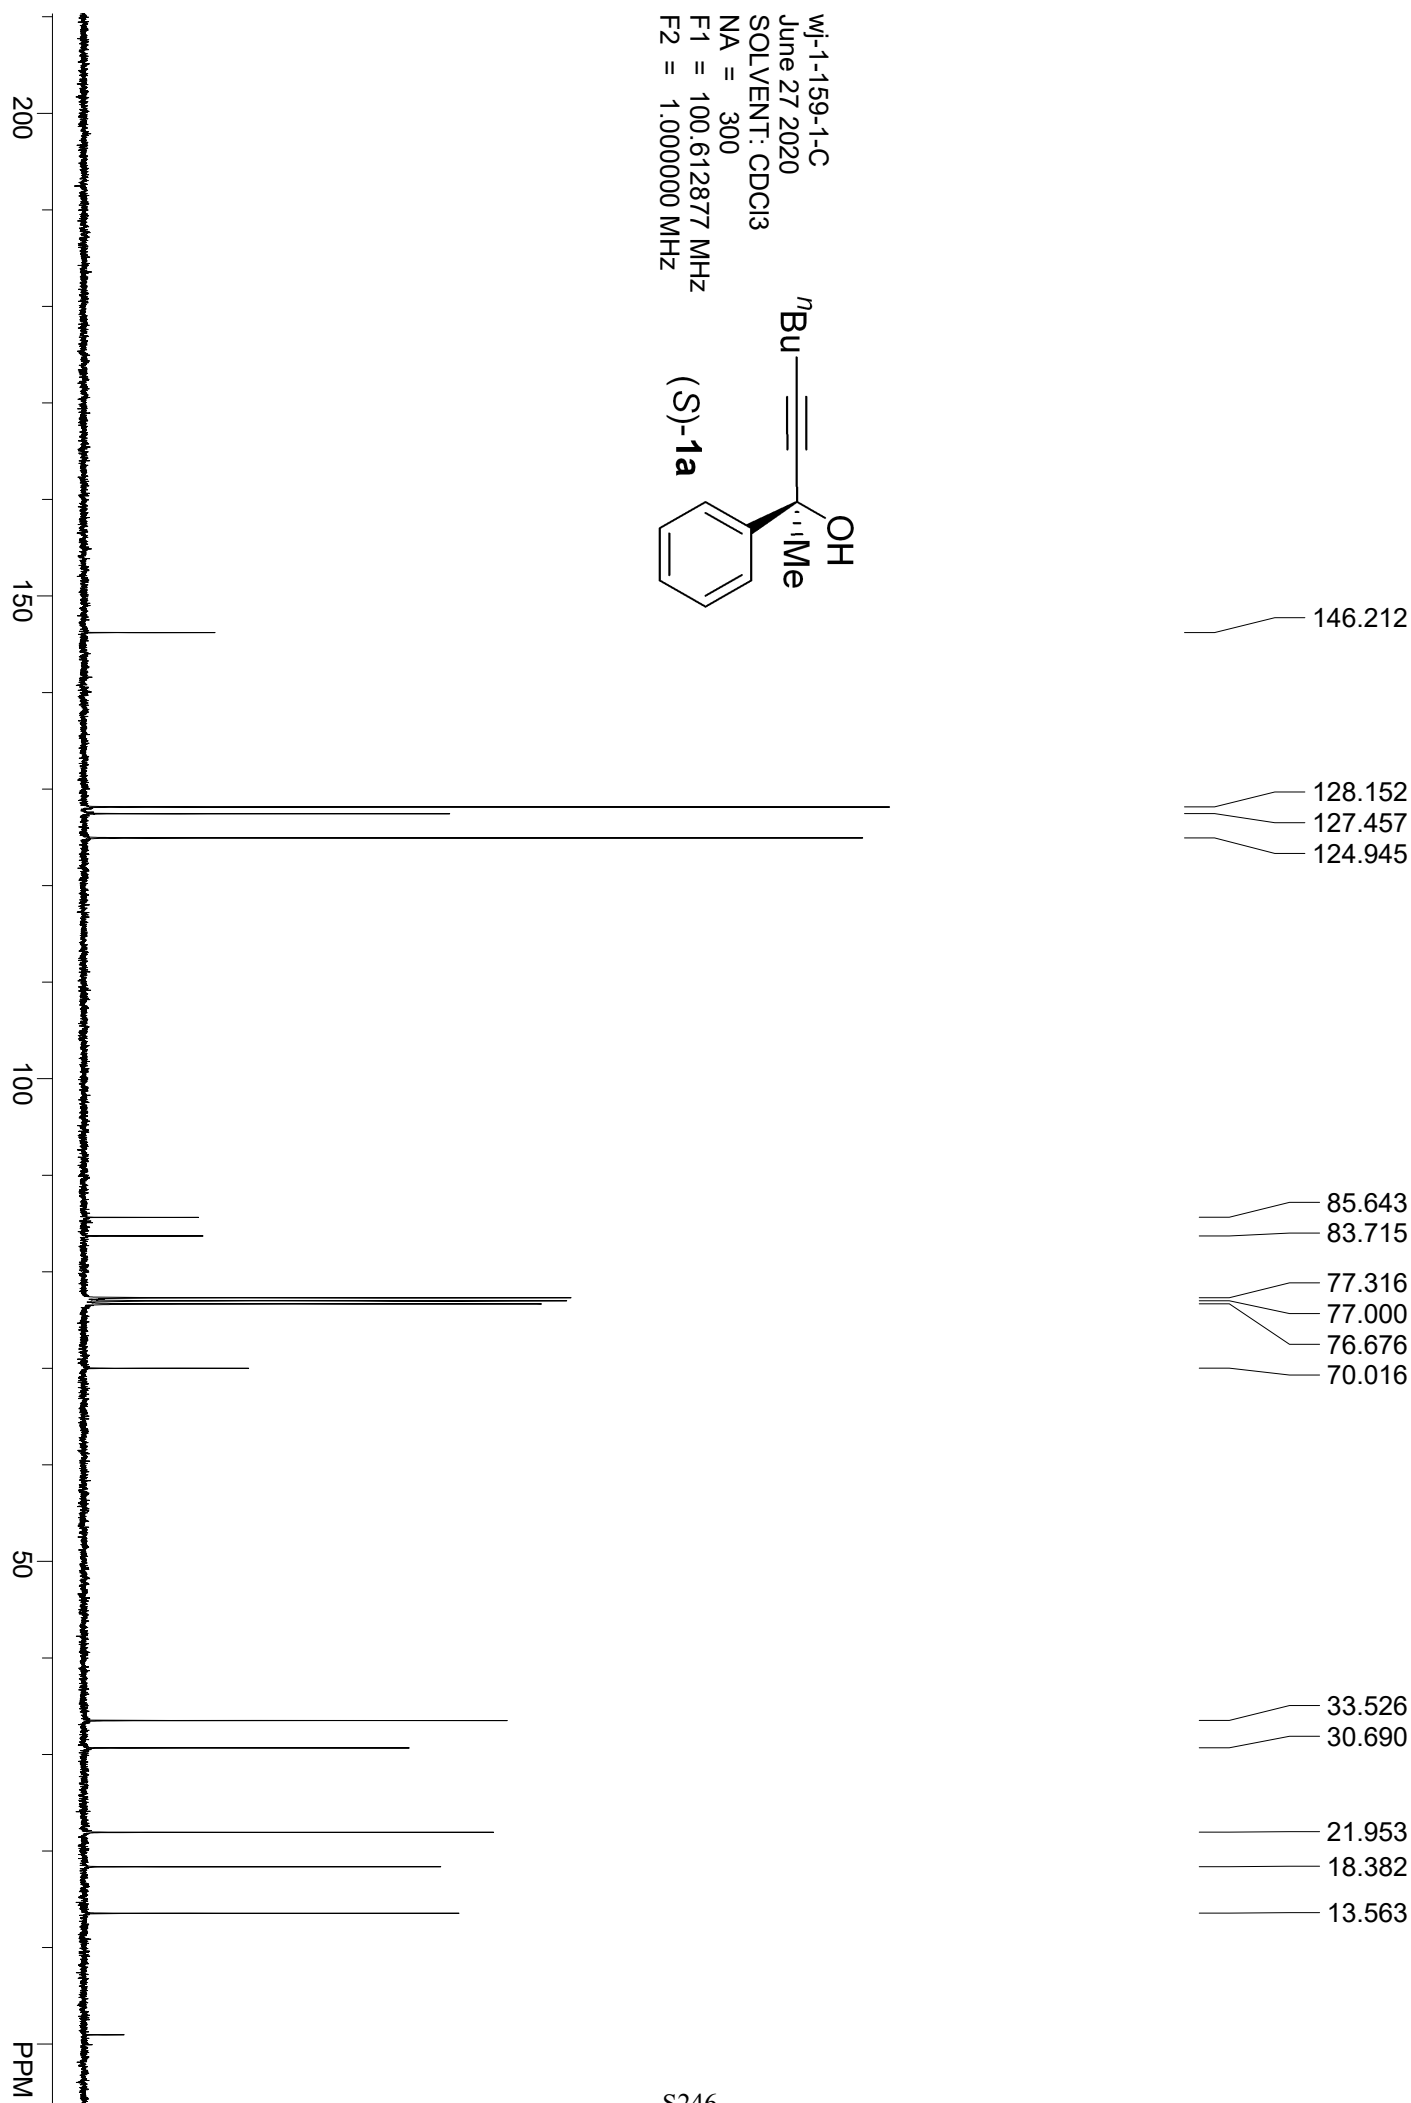 wj-1-159-1-C
June 27 2020
SOLVENT: CDCl3
NA = 300
F1 = 100.612877 MHz
F2 = 1.000000 MHz
OH
nBu
Me
(S)-1a
146.212
128.152
127.457
124.945
85.643
83.715
77.316
77.000
76.676
70.016
33.526
30.690
21.953
18.382
13.563
200
150
100
50
PPM
S246